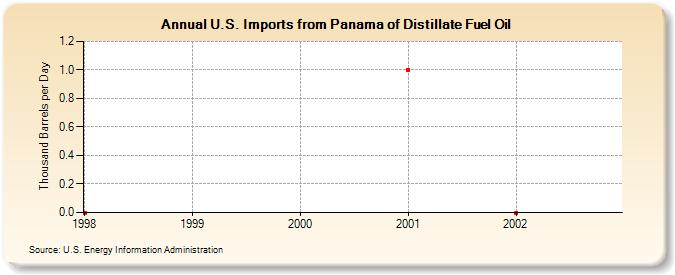 Annual U.S. Imports from Panama of Distillate Fuel Oil
Thousand Barrels per Day
1.2
1.0
0.8
0.6
0.4
0.2
0.0
1998 1999 2000 2001 2002
Source: U.S. Energy Information Administration